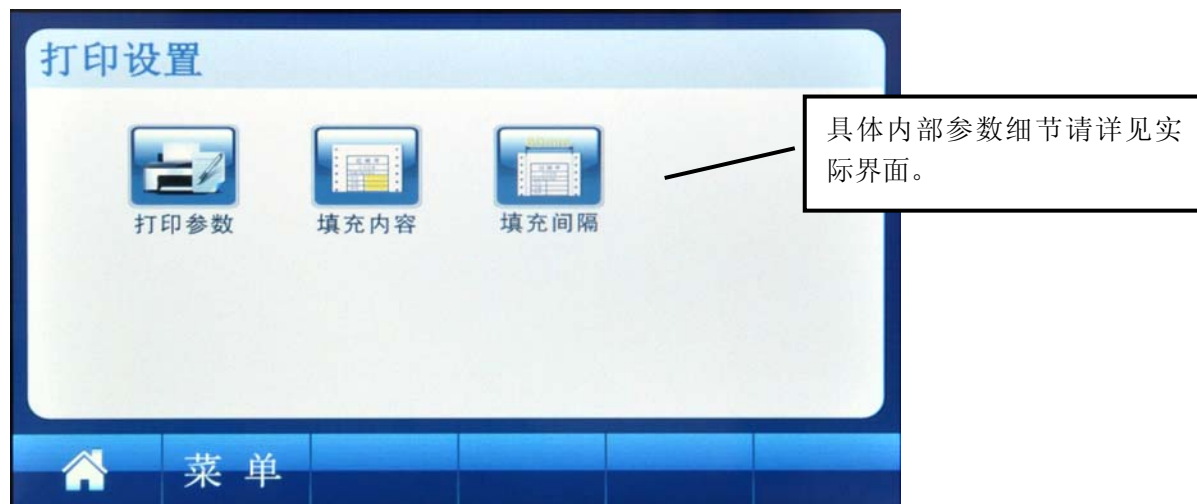 打印设置
具体内部参数细节请详见实
际界面。
打印参数
填充内容
填充间隔
菜单